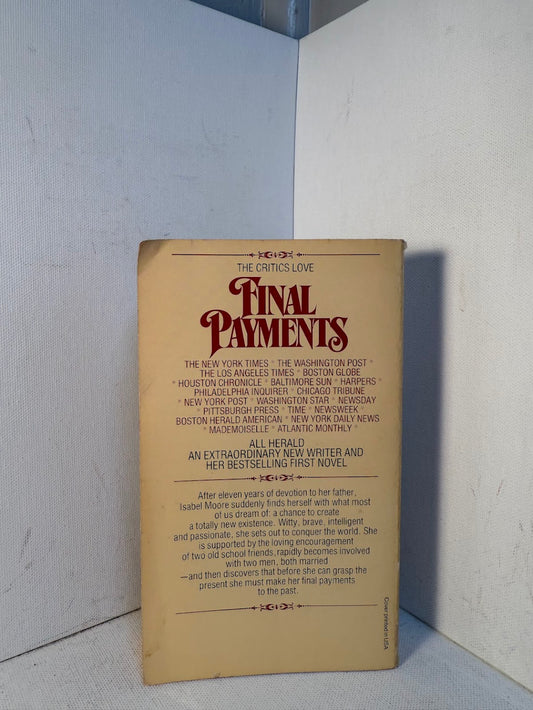 THE CRITICS LOVE
FINAL
PAYMENTS
THE NEW YORK TIMES * THE WASHINGTON POST *
THE LOS ANGELES TIMES * BOSTON GLOBE
* HOUSTON CHRONICLE * BALTIMORE SUN * HARPERS *
PHILADELPHIA INQUIRER * CHICAGO TRIBUNE
* NEW YORK POST * WASHINGTON STAR * NEWSDAY
* PITTSBURGH PRESS * TIME * NEWSWEEK *
BOSTON HERALD AMERICAN * NEW YORK DAILY NEWS
* MADEMOISELLE * ATLANTIC MONTHLY *
ALL HERALD
AN EXTRAORDINARY NEW WRITER AND
HER BESTSELLING FIRST NOVEL
After eleven years of devotion to her father,
Isabel Moore suddenly finds herself with what most
of us dream of: a chance to create
a totally new existence. Witty, brave, intelligent
and passionate, she sets out to conquer the world. She
is supported by the loving encouragement
of two old school friends, rapidly becomes involved
with two men, both married
—and then discovers that before she can grasp the
present she must make her final payments
to the past.
Cover printed in USA